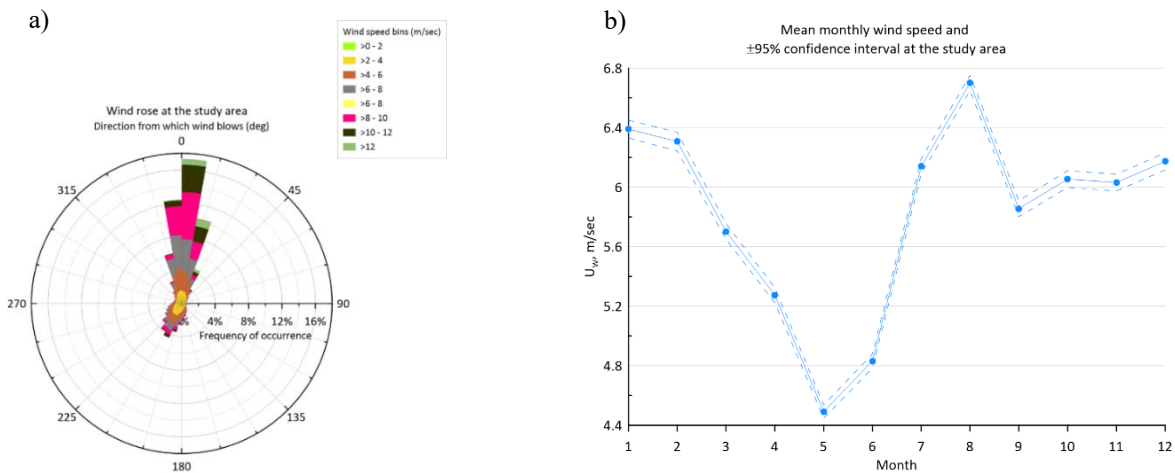 a)
Wind speed bins (m/sec)
>0 - 2
>2 - 4
>4 - 6
>6 - 8
>6 - 8
>8 - 10
>10 - 12
>12
Wind rose at the study area
Direction from which wind blows (deg)
0
45
90
135
180
225
270
315
4% 8% 12% 16%
Frequency of occurrence
b)
Mean monthly wind speed and
±95% confidence interval at the study area
6.8
6.4
6
5.6
5.2
4.8
4.4
Uw, m/sec
1 2 3 4 5 6 7 8 9 10 11 12
Month